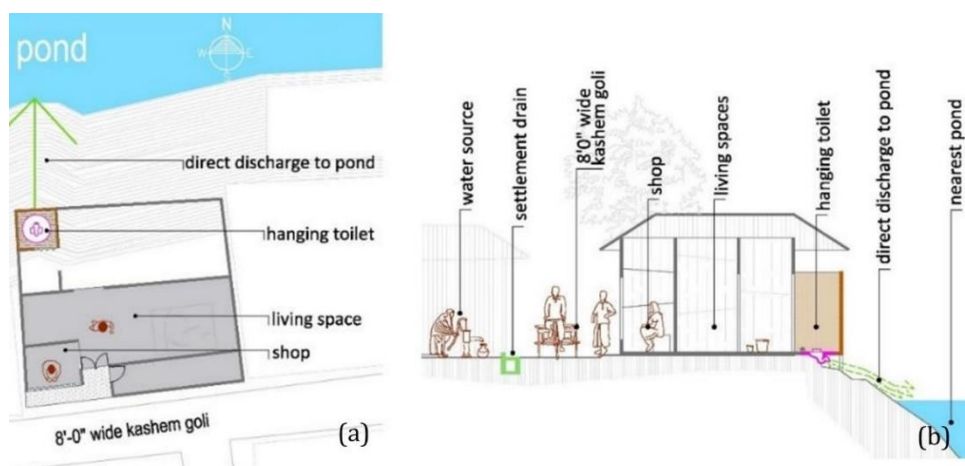 pond
N
W
E
S
direct discharge to pond
hanging toilet
living space
shop
8'-0" wide kashem goli
(a)
water source
settlement drain
8'0" wide
kashem goli
shop
living spaces
hanging toilet
direct discharge to pond
nearest pond
(b)